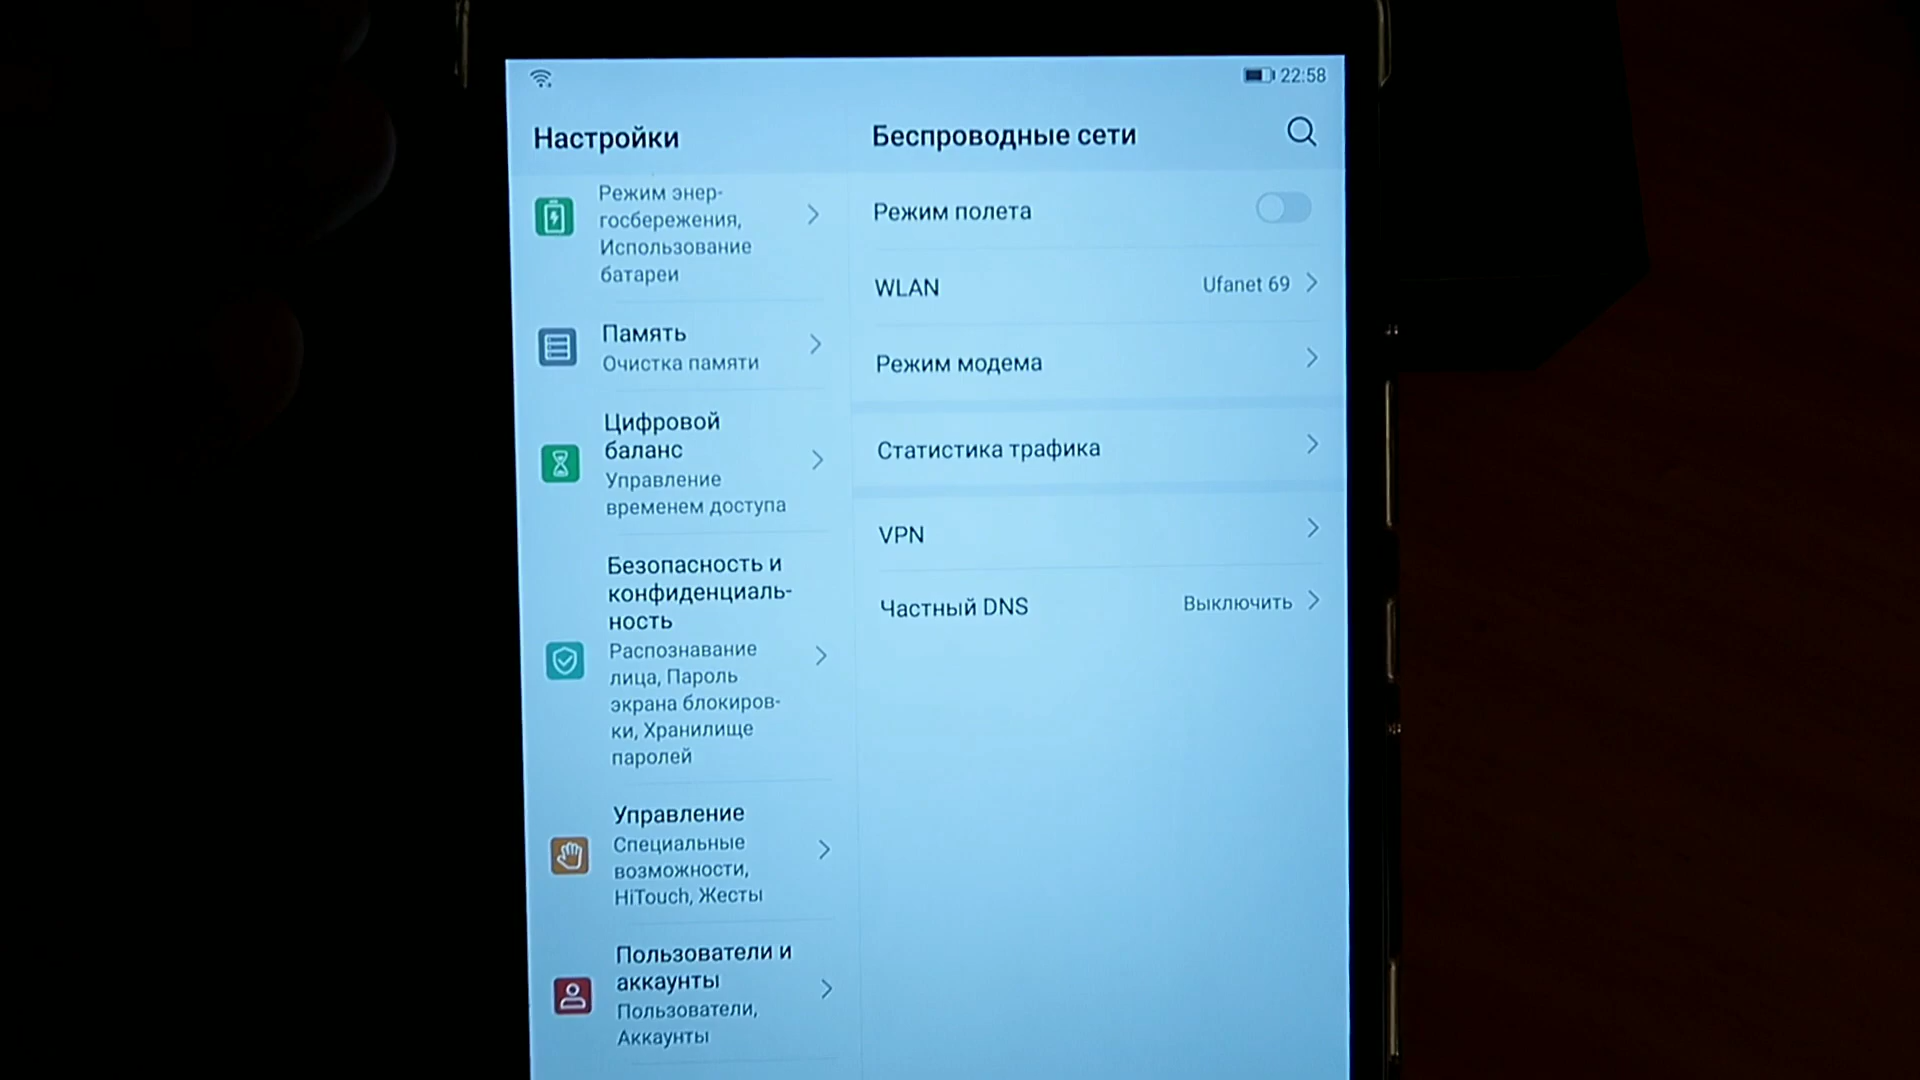 22:58
Настройки
Режим энер-
госбережения,
Использование
батареи
Память
Очистка памяти
Цифровой
баланс
Управление
временем доступа
Безопасность и
конфиденциаль-
ность
Распознавание
лица, Пароль
экрана блокиров-
ки, Хранилище
паролей
Управление
Специальные
возможности,
HiTouch, Жесты
Пользователи и
аккаунты
Пользователи,
Аккаунты
Беспроводные сети
Режим полета
WLAN Ufanet 69
Режим модема
Статистика трафика
VPN
Частный DNS Выключить